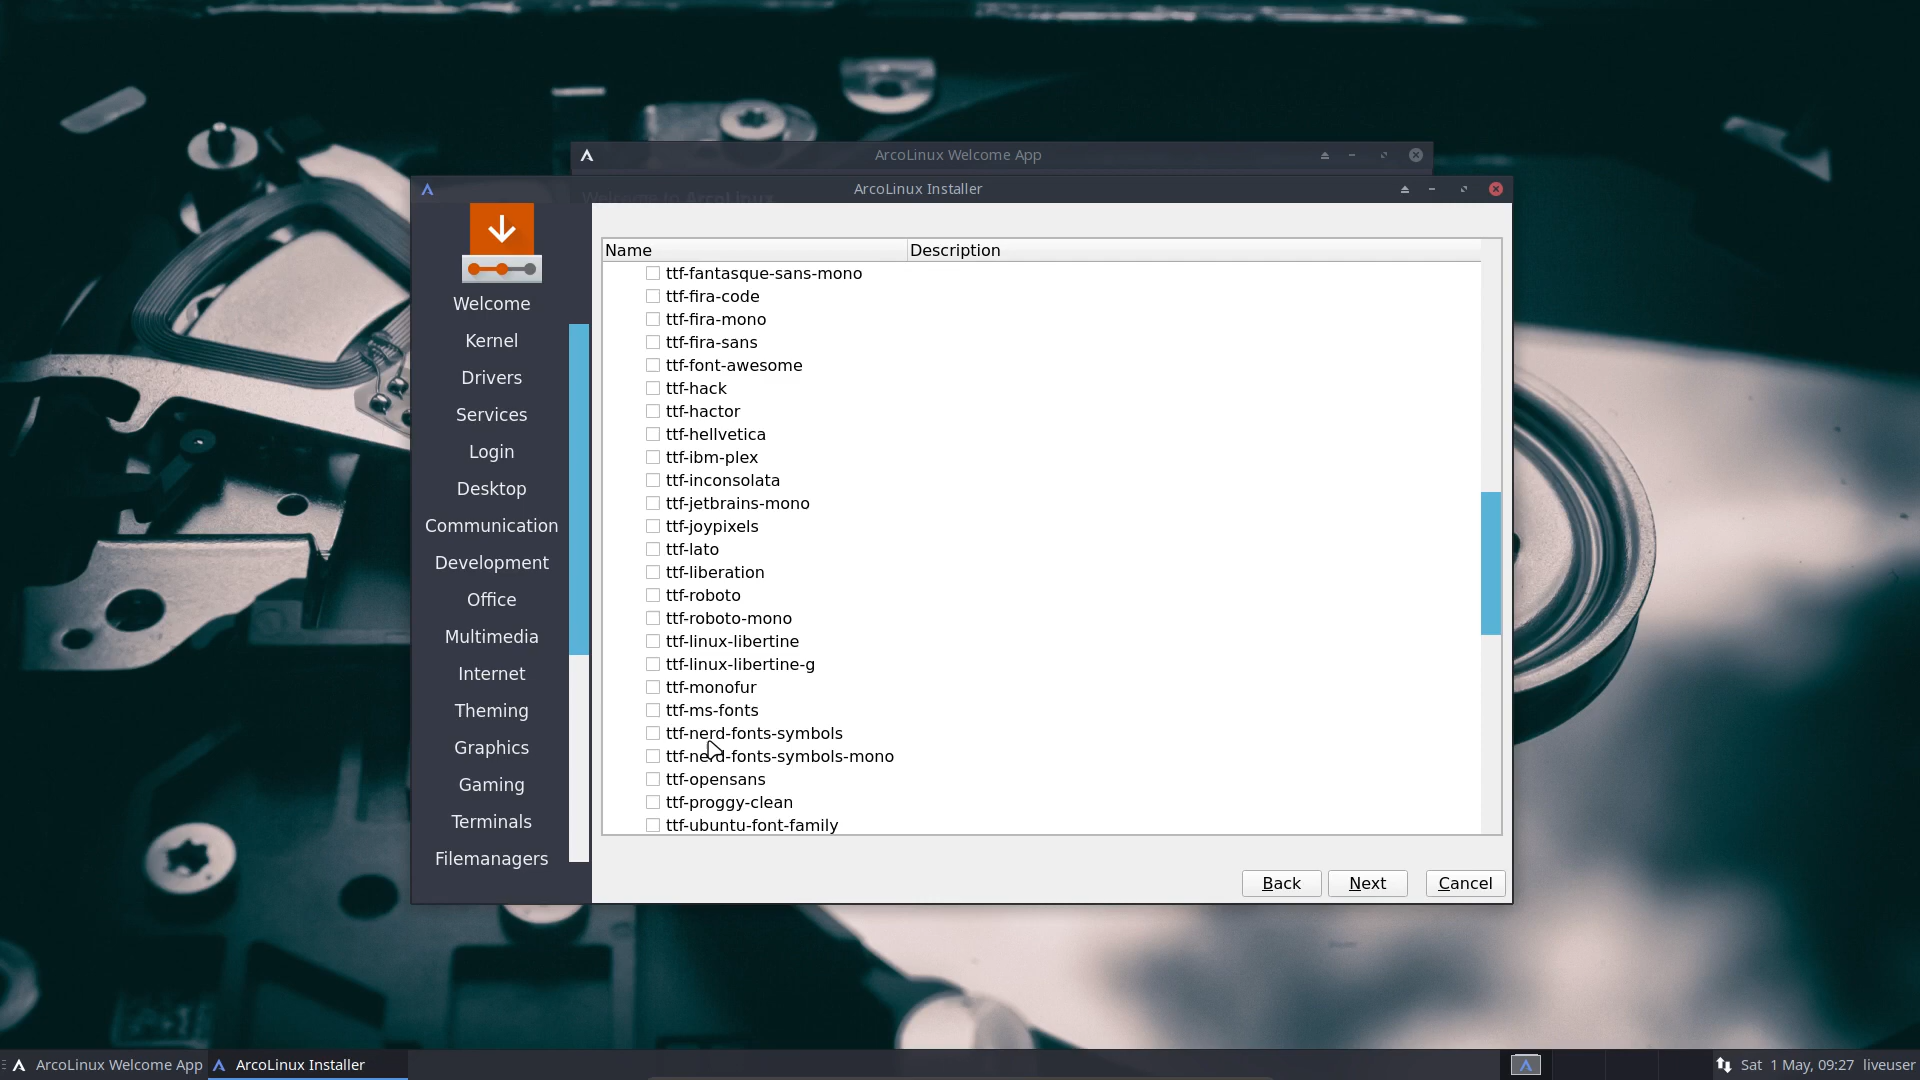 ArcoLinux Welcome App
Welcome to ArcoLinux
ArcoLinux Installer
Name Description
ttf-fantasque-sans-mono
ttf-fira-code
ttf-fira-mono
ttf-fira-sans
ttf-font-awesome
ttf-hack
ttf-hactor
ttf-hellvetica
ttf-ibm-plex
ttf-inconsolata
ttf-jetbrains-mono
ttf-joypixels
ttf-lato
ttf-liberation
ttf-roboto
ttf-roboto-mono
ttf-linux-libertine
ttf-linux-libertine-g
ttf-monofur
ttf-ms-fonts
ttf-nerd-fonts-symbols
ttf-nerd-fonts-symbols-mono
ttf-opensans
ttf-proggy-clean
ttf-ubuntu-font-family
Welcome
Kernel
Drivers
Services
Login
Desktop
Communication
Development
Office
Multimedia
Internet
Theming
Graphics
Gaming
Terminals
Filemanagers
Back Next Cancel
ArcoLinux Welcome App ArcoLinux Installer Sat 1 May, 09:27 liveuser